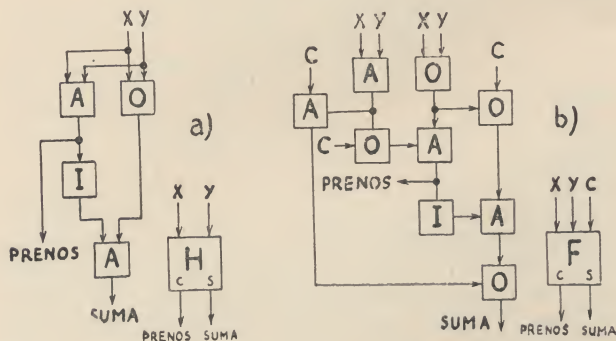 X Y
A O
a)
I
PRENOS
A
SUMA
X Y
H
C S
PRENOS SUMA
X Y X Y
C A O C
A O
b)
C O A
PRENOS
I A
O
SUMA
X Y C
F
C S
PRENOS SUMA